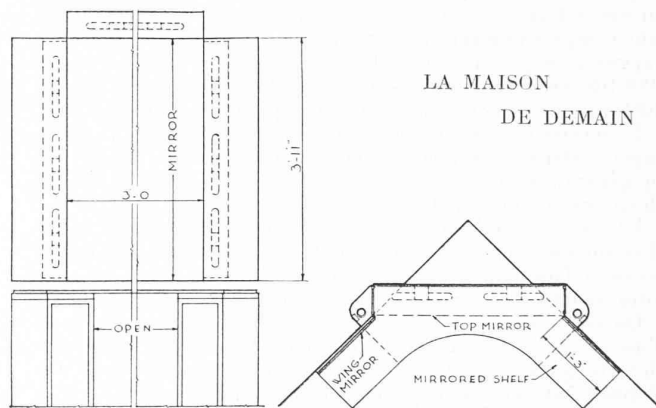 LA MAISON
DE DEMAIN
MIRROR
3'-11"
3-0
OPEN
TOP MIRROR
WING
MIRROR
1'-3"
MIRRORED SHELF